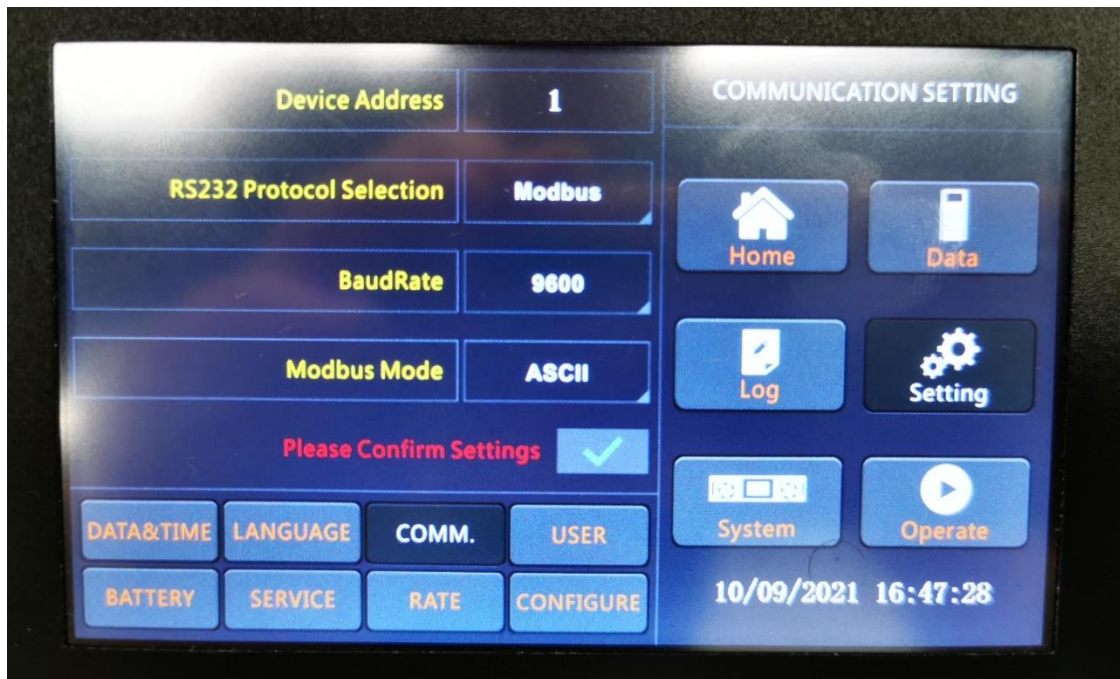 Device Address 1
RS232 Protocol Selection Modbus
BaudRate 9600
Modbus Mode ASCII
Please Confirm Settings
DATA&TIME LANGUAGE COMM. USER
BATTERY SERVICE RATE CONFIGURE
COMMUNICATION SETTING
Home Data
Log Setting
System Operate
10/09/2021 16:47:28